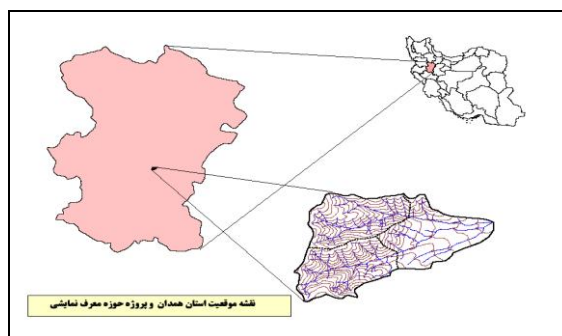 نقشه موقعیت استان همدان و پروژه حوزه معرف نمایشی